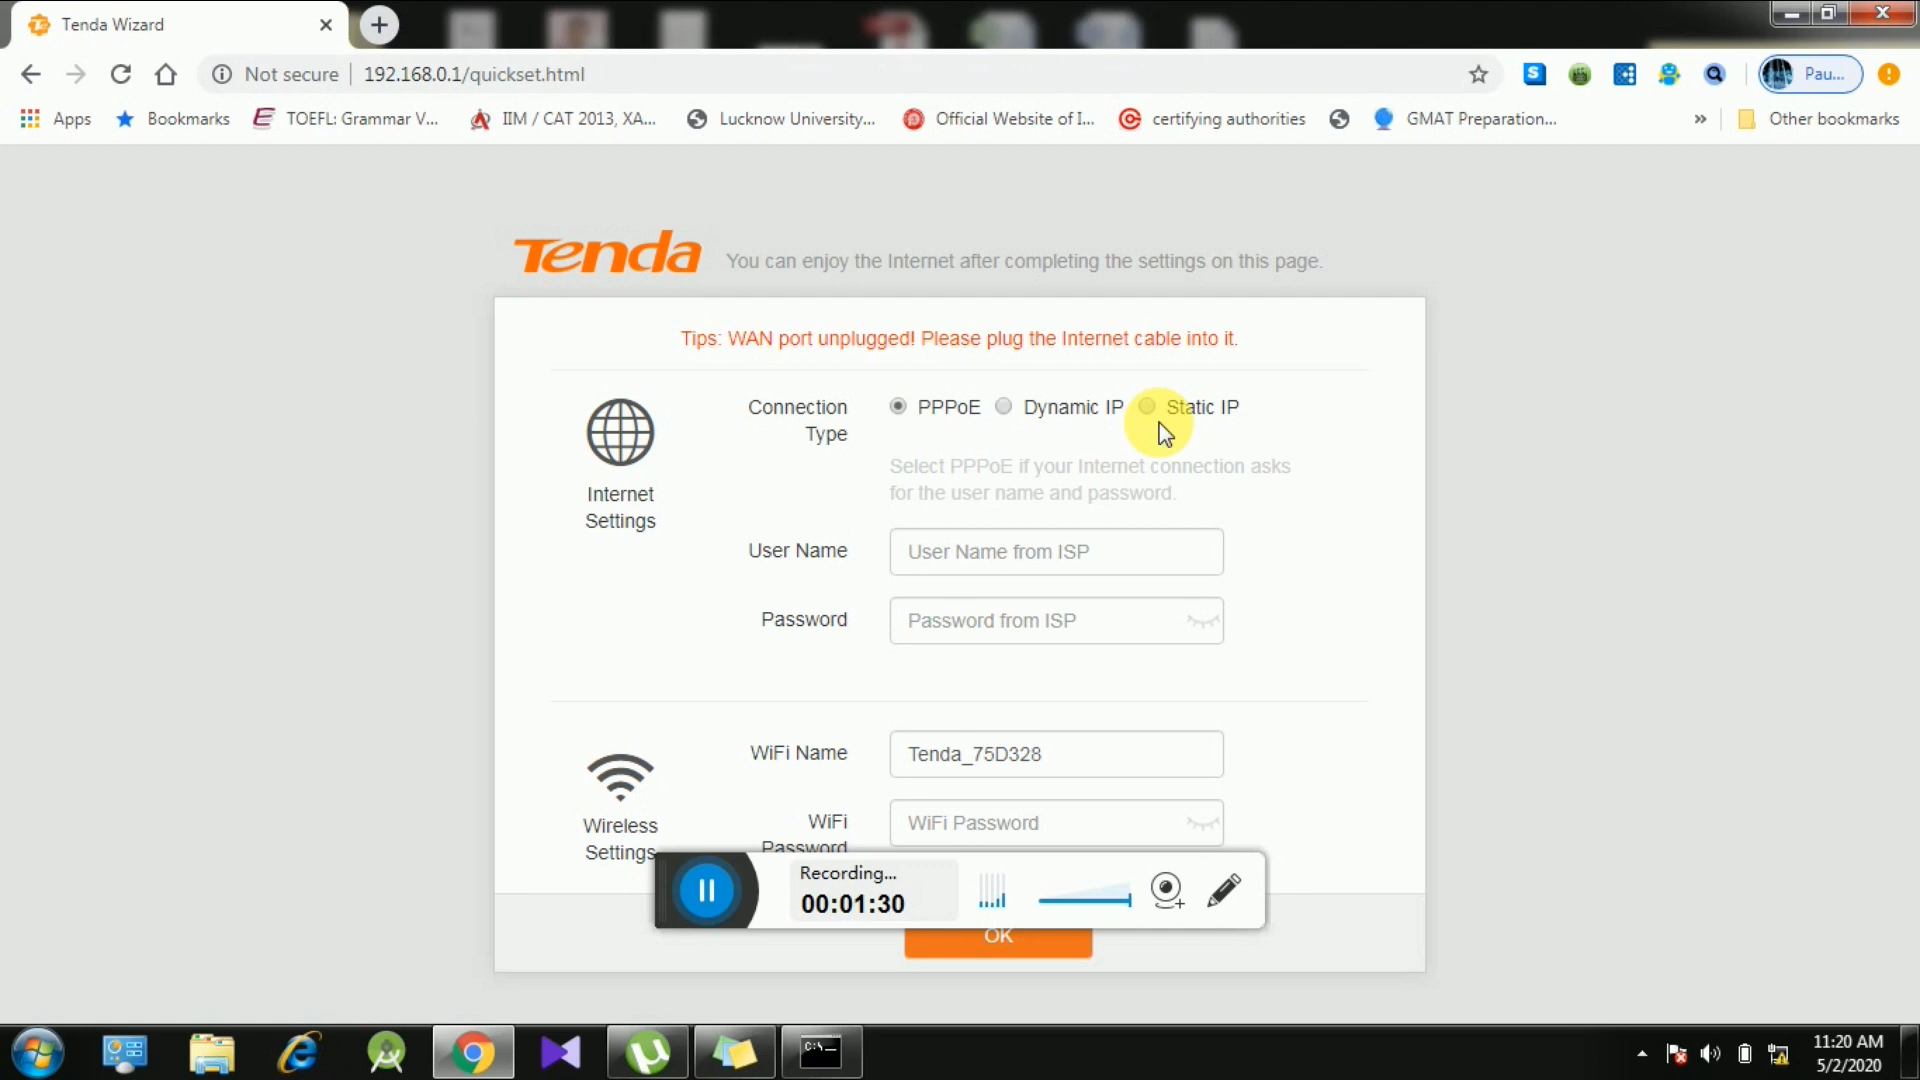 Tenda Wizard
Not secure
192.168.0.1/quickset.html
Pau...
Apps
Bookmarks
TOEFL: Grammar V...
IIM / CAT 2013, XA...
Lucknow University...
Official Website of I...
certifying authorities
GMAT Preparation...
»
Other bookmarks
Tenda
You can enjoy the Internet after completing the settings on this page.
Tips: WAN port unplugged! Please plug the Internet cable into it.
Internet
Settings
Connection
Type
PPPoE
Dynamic IP
Static IP
Select PPPoE if your Internet connection asks
for the user name and password.
User Name
User Name from ISP
Password
Password from ISP
Wireless
Settings
WiFi Name
Tenda_75D328
WiFi
Password
WiFi Password
Recording...
00:01:30
OK
C:\_
11:20 AM
5/2/2020